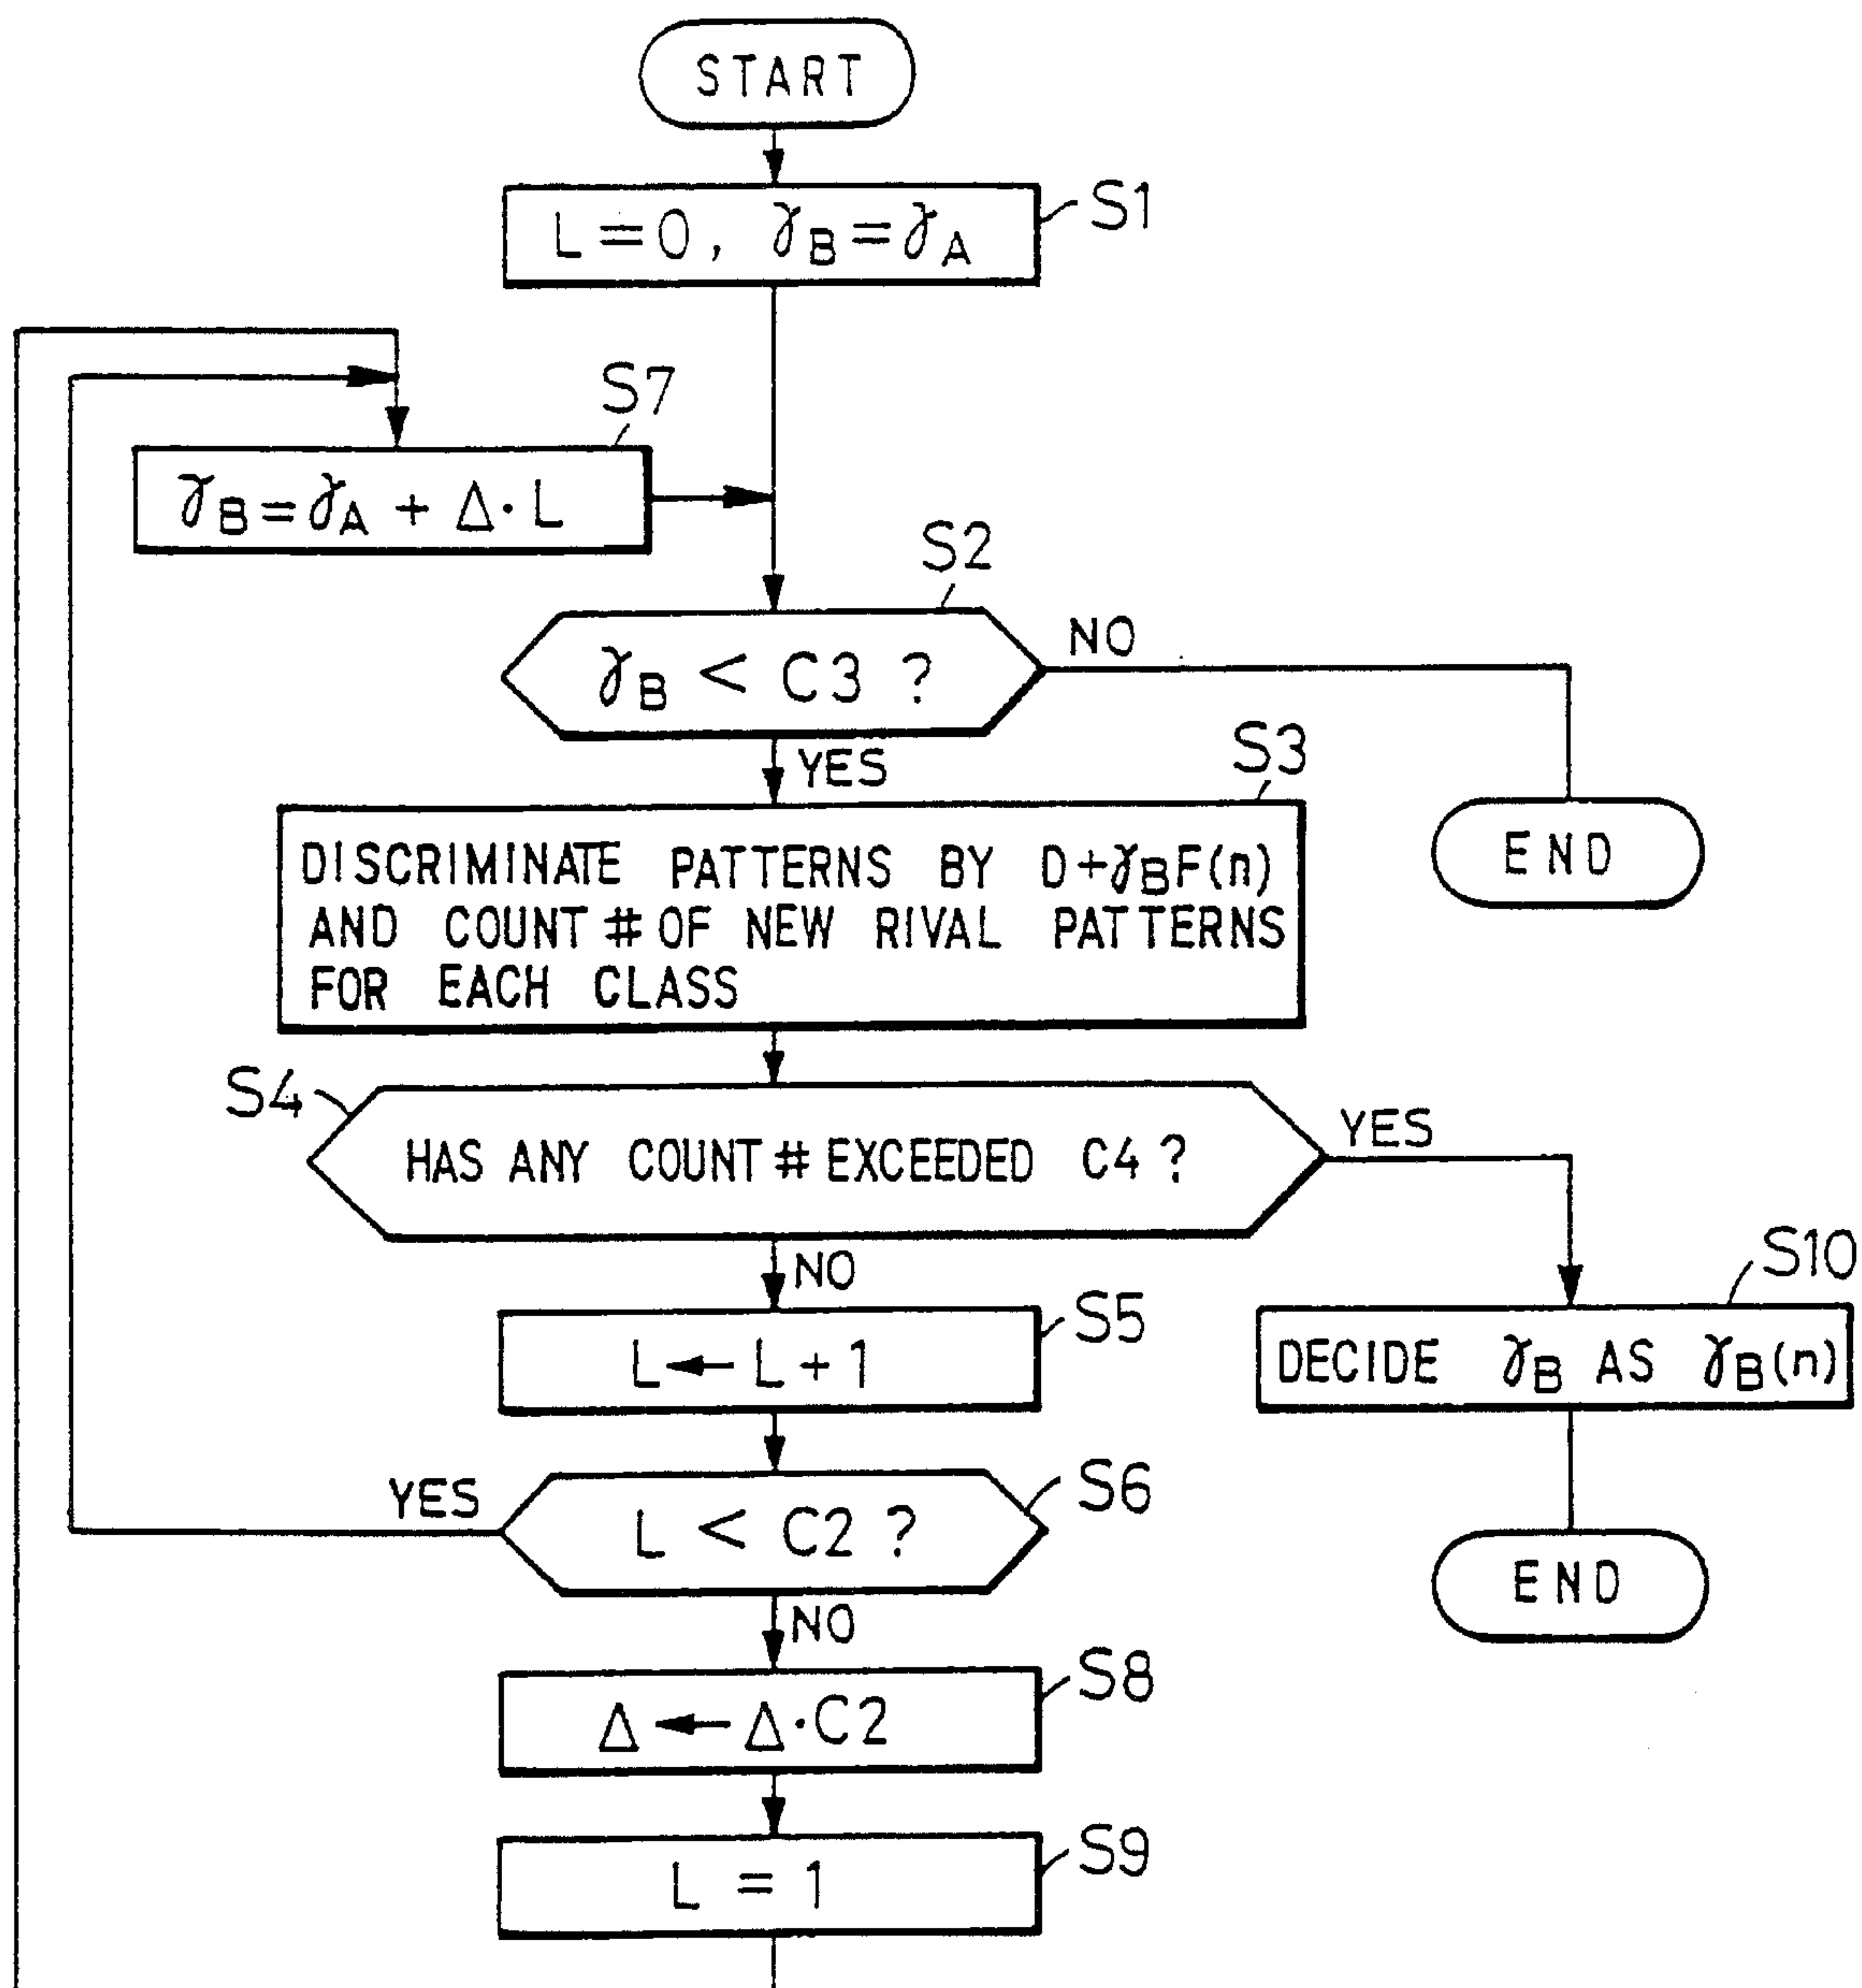 START
S1
L=0, γB=γA
S7
γB=γA + Δ·L
S2
γB < C3 ?
NO
YES
S3
DISCRIMINATE PATTERNS BY D+γBF(n)
AND COUNT # OF NEW RIVAL PATTERNS
FOR EACH CLASS
END
S4
HAS ANY COUNT # EXCEEDED C4 ?
YES
NO
S5
L ← L + 1
S10
DECIDE γB AS γB(n)
S6
L < C2 ?
YES
NO
END
S8
Δ ← Δ·C2
S9
L = 1